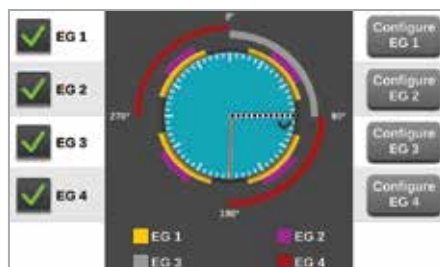 0°
EG 1
Configure
EG 1
EG 2
Configure
EG 2
270°
90°
EG 3
Configure
EG 3
EG 4
Configure
EG 4
180°
EG 1
EG 2
EG 3
EG 4